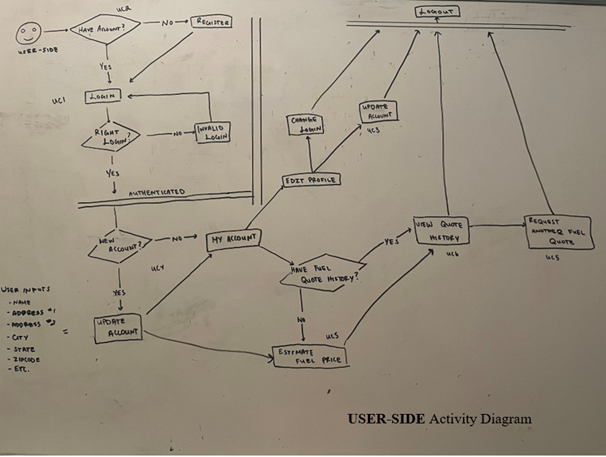 LOGOUT
UC2
HAVE ACCOUNT?
NO
REGISTER
USER-SIDE
YES
UC1
LOGIN
RIGHT
LOGIN?
NO
INVALID
LOGIN
YES
AUTHENTICATED
CHANGE
LOGIN
UPDATE
ACCOUNT
UC3
EDIT PROFILE
NEW
ACCOUNT?
NO
MY ACCOUNT
UC4
YES
UPDATE
ACCOUNT
HAVE FUEL
QUOTE HISTORY?
YES
NO
UC5
ESTIMATE
FUEL PRICE
VIEW QUOTE
HISTORY
UC6
REQUEST
ANOTHER FUEL
QUOTE
UC5
USER INPUTS
- NAME
- ADDRESS #1
- ADDRESS #2
- CITY
- STATE
- ZIPCODE
- ETC.
=
USER-SIDE Activity Diagram